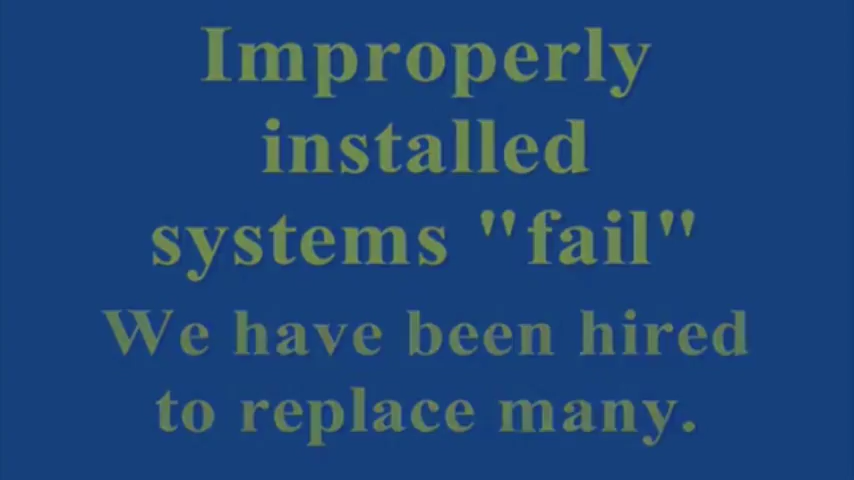 Improperly
installed
systems "fail"
We have been hired
to replace many.